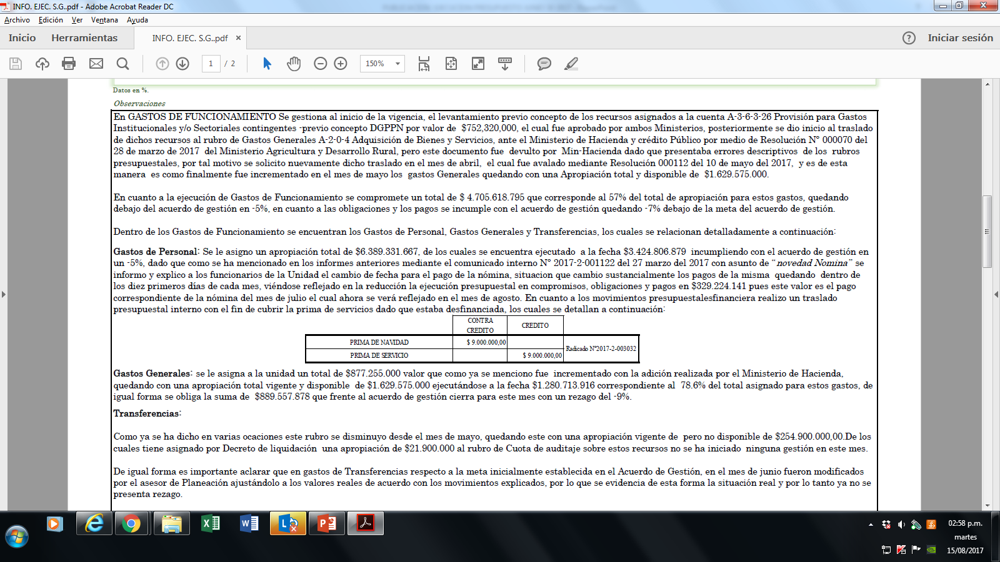 INFO. EJEC. S.G..pdf - Adobe Acrobat Reader DC
Archivo Edición Ver Ventana Ayuda
Inicio Herramientas INFO. EJEC. S.G..pdf × Iniciar sesión
1 / 2 150%
Datos en %.
Observaciones
En GASTOS DE FUNCIONAMIENTO Se gestiona al inicio de la vigencia, el levantamiento previo concepto de los recursos asignados a la cuenta A-3-6-3-26 Provisión para Gastos
Institucionales y/o Sectoriales contingentes -previo concepto DGPPN por valor de $752,320,000, el cual fue aprobado por ambos Ministerios, posteriormente se dio inicio al traslado
de dichos recursos al rubro de Gastos Generales A-2-0-4 Adquisición de Bienes y Servicios, ante el Ministerio de Hacienda y crédito Público por medio de Resolución N° 000070 del
28 de marzo de 2017 del Ministerio Agricultura y Desarrollo Rural, pero este documento fue devulto por Min-Hacienda dado que presentaba errores descriptivos de los rubros
presupuestales, por tal motivo se solicito nuevamente dicho traslado en el mes de abril, el cual fue avalado mediante Resolución 000112 del 10 de mayo del 2017, y es de esta
manera es como finalmente fue incrementado en el mes de mayo los gastos Generales quedando con una Apropiación total y disponible de $1.629.575.000.
En cuanto a la ejecución de Gastos de Funcionamiento se compromete un total de $ 4.705.618.795 que corresponde al 57% del total de apropiación para estos gastos, quedando
debajo del acuerdo de gestión en -5%, en cuanto a las obligaciones y los pagos se incumple con el acuerdo de gestión quedando -7% debajo de la meta del acuerdo de gestión.
Dentro de los Gastos de Funcionamiento se encuentran los Gastos de Personal, Gastos Generales y Transferencias, los cuales se relacionan detalladamente a continuación:
Gastos de Personal: Se le asigno un apropiación total de $6.389.331.667, de los cuales se encuentra ejecutado a la fecha $3.424.806.879 incumpliendo con el acuerdo de gestión en
un -5%, dado que como se ha mencionado en los informes anteriores mediante el comunicado interno N° 2017-2-001122 del 27 marzo del 2017 con asunto de “novedad Nomina” se
informo y explico a los funcionarios de la Unidad el cambio de fecha para el pago de la nómina, situacion que cambio sustancialmente los pagos de la misma quedando dentro de
los diez primeros días de cada mes, viéndose reflejado en la reducción la ejecución presupuestal en compromisos, obligaciones y pagos en $329.224.141 pues este valor es el pago
correspondiente de la nómina del mes de julio el cual ahora se verá reflejado en el mes de agosto. En cuanto a los movimientos presupuestalesfinanciera realizo un traslado
presupuestal interno con el fin de cubrir la prima de servicios dado que estaba desfinanciada, los cuales se detallan a continuación:
CONTRA CREDITO CREDITO
PRIMA DE NAVIDAD $ 9.000.000,00
Radicado N°2017-2-003032
PRIMA DE SERVICIO $ 9.000.000,00
Gastos Generales: se le asigna a la unidad un total de $877.255.000 valor que como ya se menciono fue incrementado con la adición realizada por el Ministerio de Hacienda,
quedando con una apropiación total vigente y disponible de $1.629.575.000 ejecutándose a la fecha $1.280.713.916 correspondiente al 78.6% del total asignado para estos gastos, de
igual forma se obliga la suma de $889.557.878 que frente al acuerdo de gestión cierra para este mes con un rezago del -9%.
Transferencias:
Como ya se ha dicho en varias ocaciones este rubro se disminuyo desde el mes de mayo, quedando este con una apropiación vigente de pero no disponible de $254.900.000,00.De los
cuales tiene asignado por Decreto de liquidación una apropiación de $21.900.000 al rubro de Cuota de auditaje sobre estos recursos no se ha iniciado ninguna gestión en este mes.
De igual forma es importante aclarar que en gastos de Transferencias respecto a la meta inicialmente establecida en el Acuerdo de Gestión, en el mes de junio fueron modificados
por el asesor de Planeación ajustándolo a los valores reales de acuerdo con los movimientos explicados, por lo que se evidencia de esta forma la situación real y por lo tanto ya no se
presenta rezago.
02:58 p.m.
martes
15/08/2017